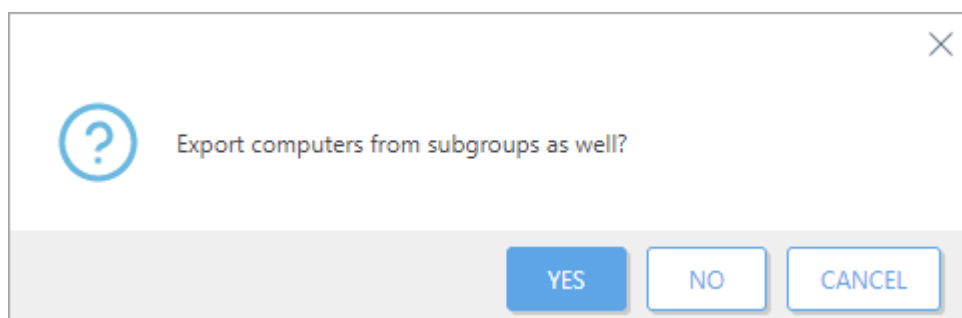 Export computers from subgroups as well?
YES NO CANCEL